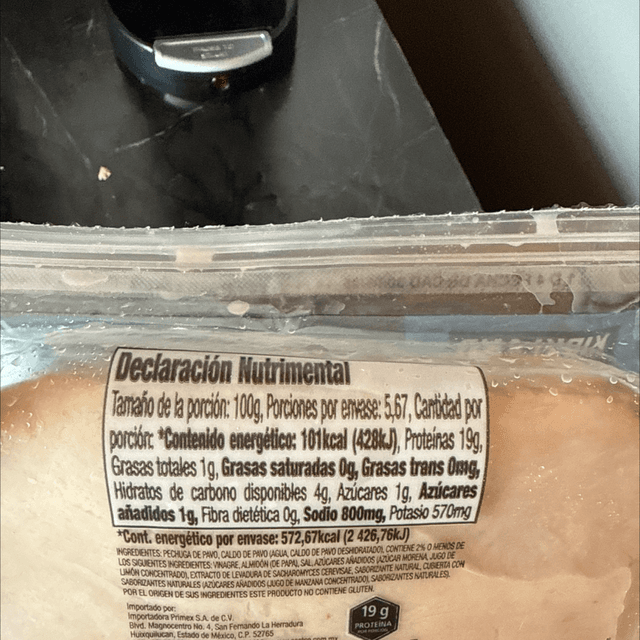 Declaración Nutrimental
Tamaño de la porción: 100g, Porciones por envase: 5,67, Cantidad por
porción: *Contenido energético: 101kcal (428kJ), Proteínas 19g,
Grasas totales 1g, Grasas saturadas 0g, Grasas trans 0mg,
Hidratos de carbono disponibles 4g, Azúcares 1g, Azúcares
añadidos 1g, Fibra dietética 0g, Sodio 800mg, Potasio 570mg
*Cont. energético por envase: 572,67kcal (2 426,76kJ)
INGREDIENTES: PECHUGA DE PAVO, CALDO DE PAVO (AGUA, CALDO DE PAVO DESHIDRATADO), CONTIENE 2% O MENOS DE
LOS SIGUIENTES INGREDIENTES: VINAGRE, ALMIDÓN (DE PAPA), SAL, AZÚCARES AÑADIDOS (AZÚCAR MORENA, JUGO DE
LIMÓN CONCENTRADO), EXTRACTO DE LEVADURA DE SACHAROMYCES CEREVISAE, SABORIZANTE NATURAL, CUBIERTA CON
SABORIZANTES NATURALES (AZÚCARES AÑADIDOS (JUGO DE MANZANA CONCENTRADO), SABORIZANTES NATURALES).
POR EL ORIGEN DE SUS INGREDIENTES ESTE PRODUCTO NO CONTIENE GLUTEN.
Importado por:
Importadora Primex S.A. de C.V.
Blvd. Magnocentro No. 4, San Fernando La Herradura
Huixquilucan, Estado de México, C.P. 52765
19 g
PROTEÍNA
POR PORCIÓN